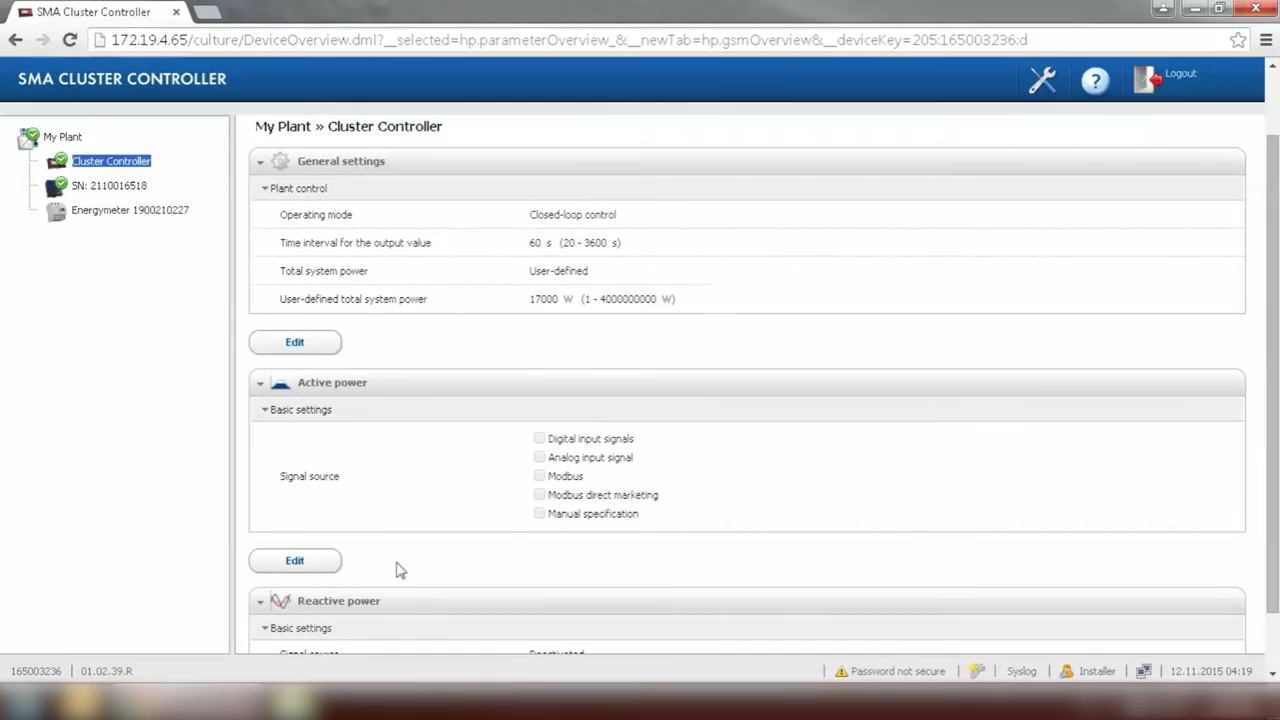 SMA Cluster Controller
172.19.4.65/culture/DeviceOverview.dml?__selected=hp.parameterOverview_&__newTab=hp.gsmOverview&__deviceKey=205:165003236:d
SMA CLUSTER CONTROLLER
? Logout
My Plant
Cluster Controller
SN: 2110016518
Energymeter 1900210227
My Plant » Cluster Controller
General settings
Plant control
Operating mode Closed-loop control
Time interval for the output value 60 s (20 - 3600 s)
Total system power User-defined
User-defined total system power 17000 W (1 - 4000000000 W)
Edit
Active power
Basic settings
Signal source
Digital input signals
Analog input signal
Modbus
Modbus direct marketing
Manual specification
Edit
Reactive power
Basic settings
Signal source Deactivated
165003236 | 01.02.39.R | Password not secure | Syslog | Installer | 12.11.2015 04:19